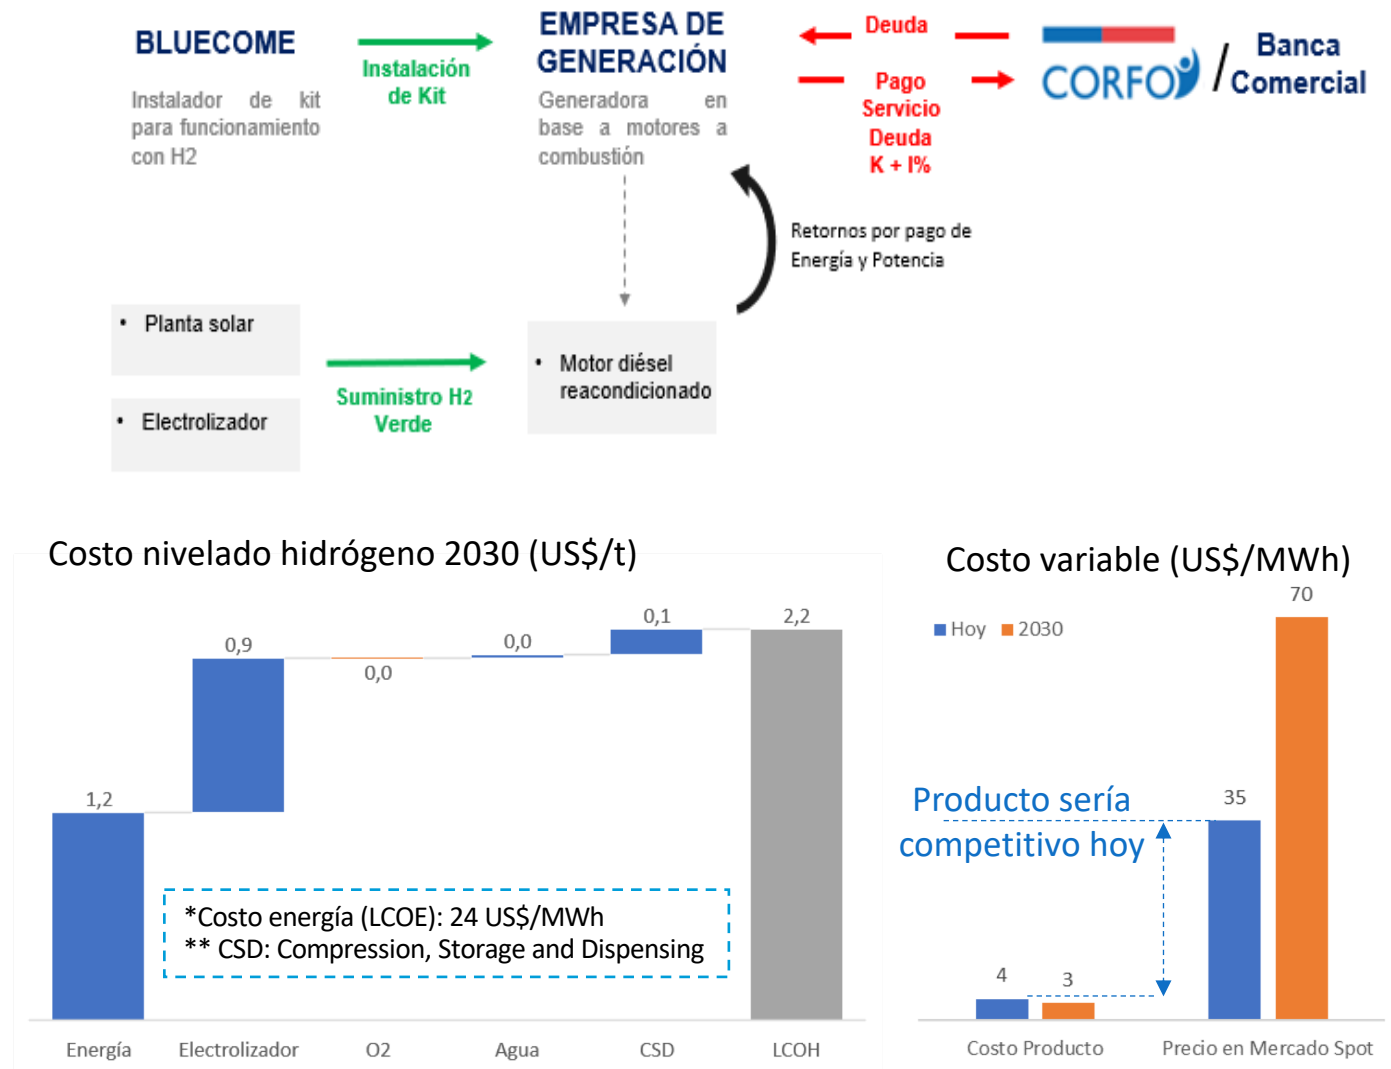 BLUECOME
Instalador de kit
para funcionamiento
con H2
Instalación
de Kit
EMPRESA DE
GENERACIÓN
Generadora en
base a motores a
combustión
Deuda
Pago
Servicio
Deuda
K + I%
CORFO
/
Banca
Comercial
Retornos por pago de
Energía y Potencia
• Planta solar
• Electrolizador
Suministro H2
Verde
• Motor diésel
reacondicionado
Costo nivelado hidrógeno 2030 (US$/t)
1,2
0,9
0,0
0,0
0,1
2,2
*Costo energía (LCOE): 24 US$/MWh
** CSD: Compression, Storage and Dispensing
Energía
Electrolizador
O2
Agua
CSD
LCOH
Costo variable (US$/MWh)
Hoy
2030
70
Producto sería
competitivo hoy
35
4
3
Costo Producto
Precio en Mercado Spot